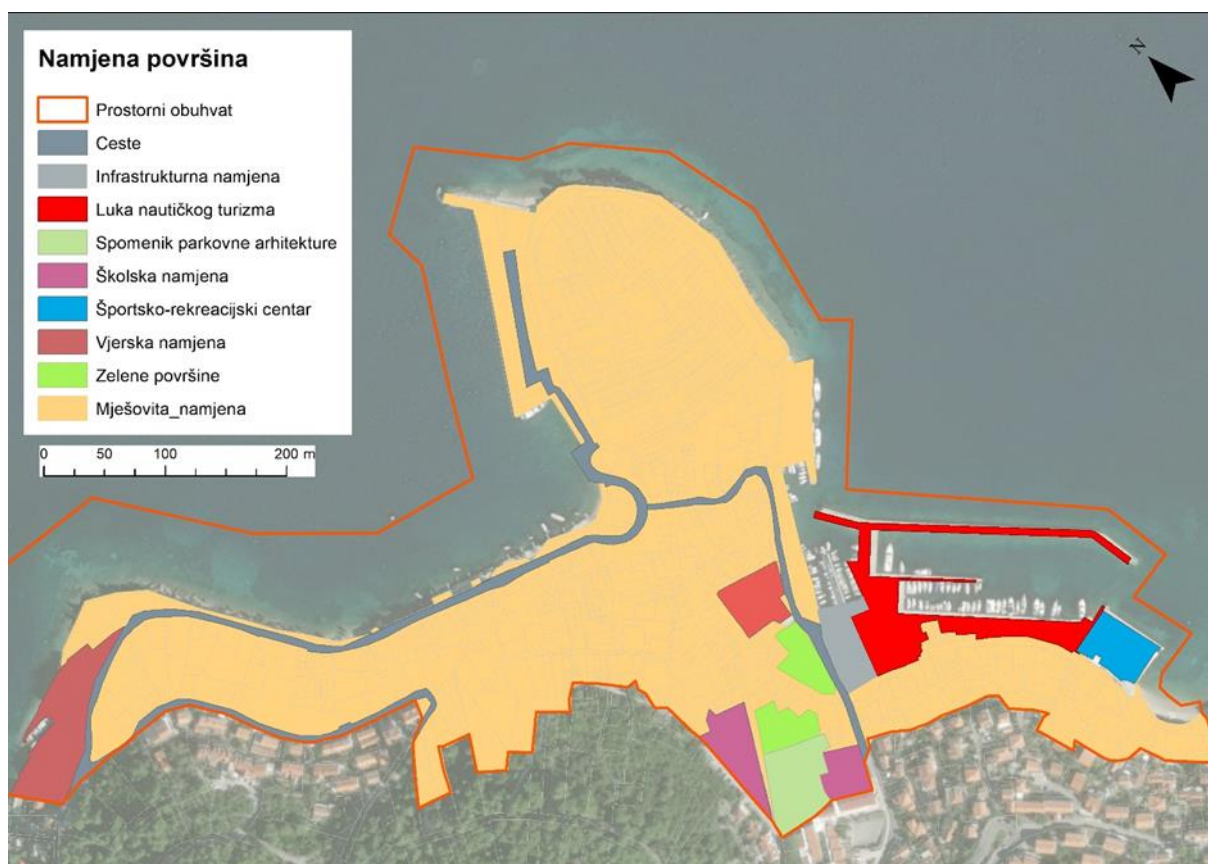 Namjena površina
Prostorni obuhvat
Ceste
Infrastrukturna namjena
Luka nautičkog turizma
Spomenik parkovne arhitekture
Školska namjena
Športsko-rekreacijski centar
Vjerska namjena
Zelene površine
Mješovita_namjena
0 50 100 200 m
N